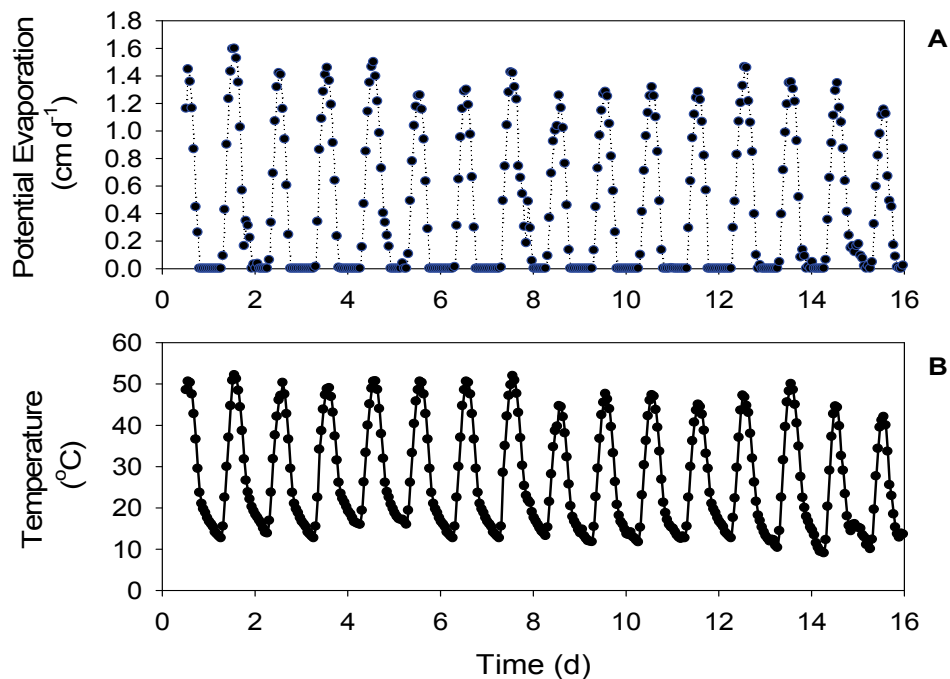 A
1.8
1.6
1.4
1.2
1.0
0.8
0.6
0.4
0.2
0.0
Potential Evaporation
(cm d⁻¹)
0 2 4 6 8 10 12 14 16
B
60
50
40
30
20
10
0
Temperature
(°C)
0 2 4 6 8 10 12 14 16
Time (d)